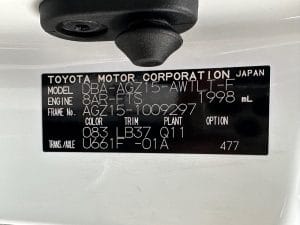 TOYOTA MOTOR CORPORATION JAPAN
MODEL DBA-AGZ15-AWTLT-F
ENGINE 8AR-FTS 1998 mL
FRAME No. AGZ15-1009297
COLOR TRIM PLANT OPTION
083 LB37 Q11
TRANS./AXLE U661F -01A 477